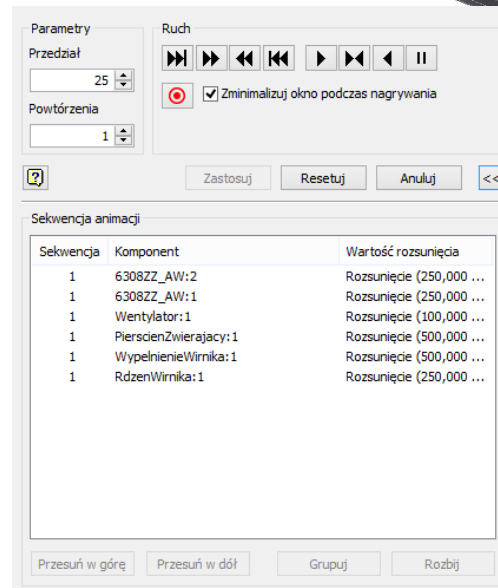 Parametry
Ruch
Przedział
25
Powtórzenia
1
Zminimalizuj okno podczas nagrywania
Zastosuj Resetuj Anuluj <<
Sekwencja animacji
Sekwencja Komponent Wartość rozsunięcia
1 6308ZZ_AW:2 Rozsunięcie (250,000 ...
1 6308ZZ_AW:1 Rozsunięcie (250,000 ...
1 Wentylator:1 Rozsunięcie (100,000 ...
1 PierscienZwierajacy:1 Rozsunięcie (500,000 ...
1 WypelnienieWirnika:1 Rozsunięcie (500,000 ...
1 RdzenWirnika:1 Rozsunięcie (250,000 ...
Przesuń w górę Przesuń w dół Grupuj Rozbij